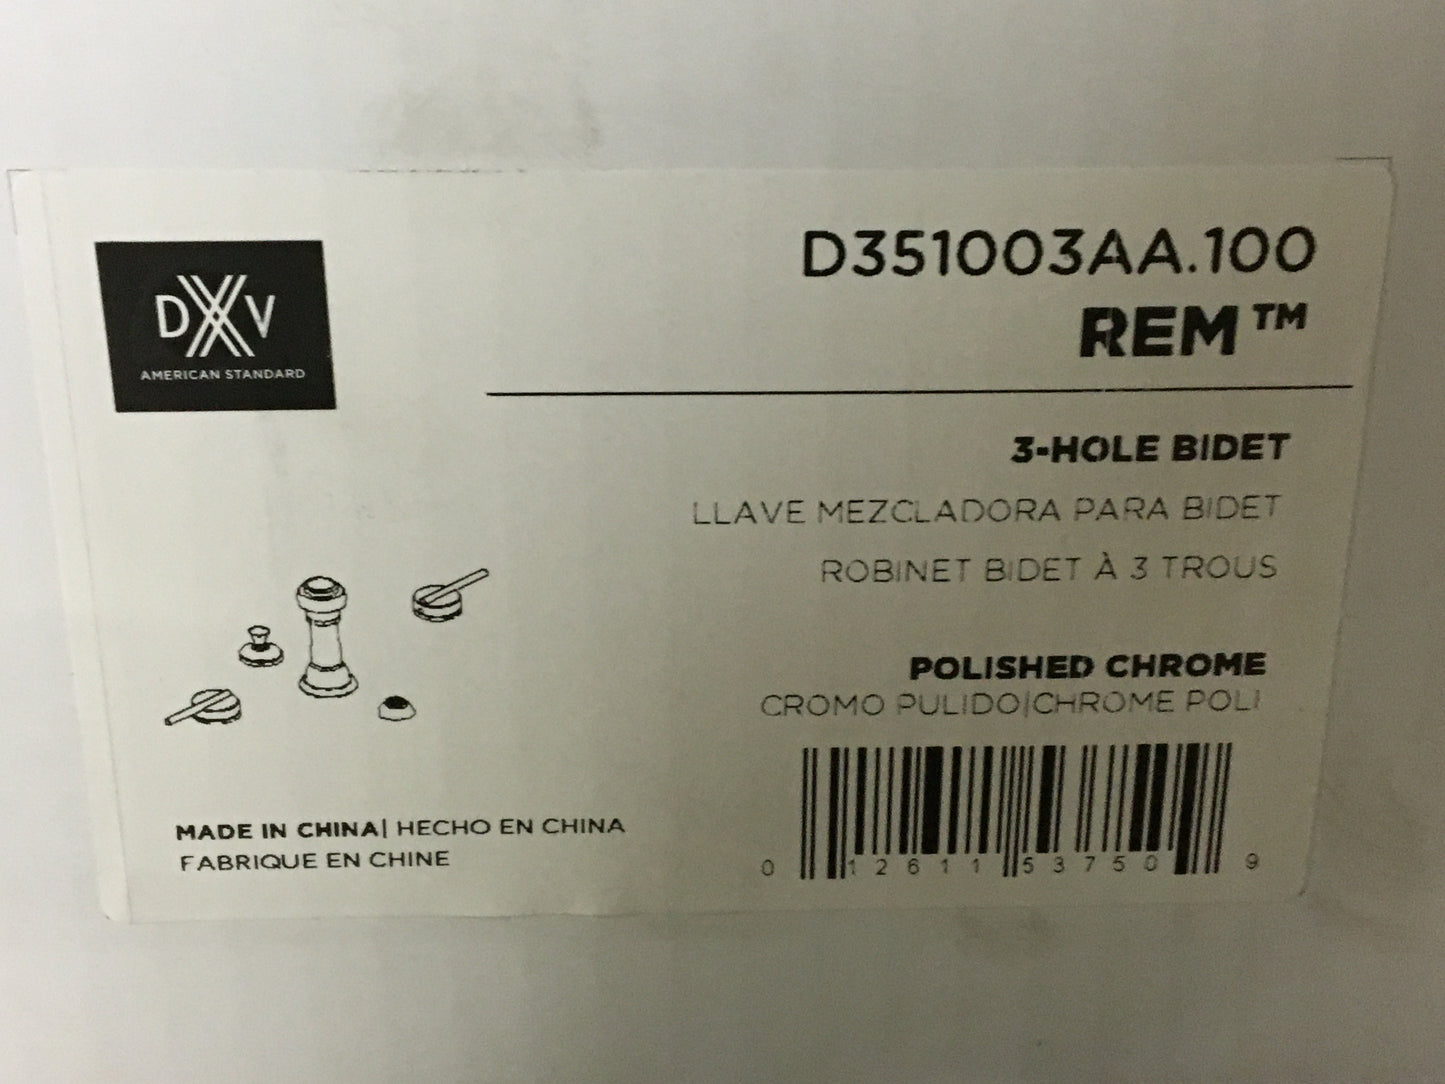 DXV
AMERICAN STANDARD
D351003AA.100
REM™
3-HOLE BIDET
LLAVE MEZCLADORA PARA BIDET
ROBINET BIDET À 3 TROUS
POLISHED CHROME
CROMO PULIDO|CHROME POLI
MADE IN CHINA| HECHO EN CHINA
FABRIQUE EN CHINE
0 12611 53750 9